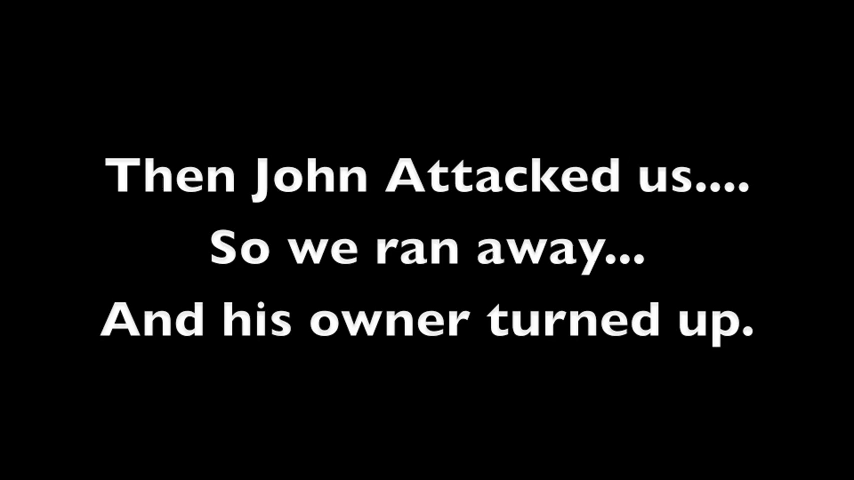 Then John Attacked us....
So we ran away...
And his owner turned up.